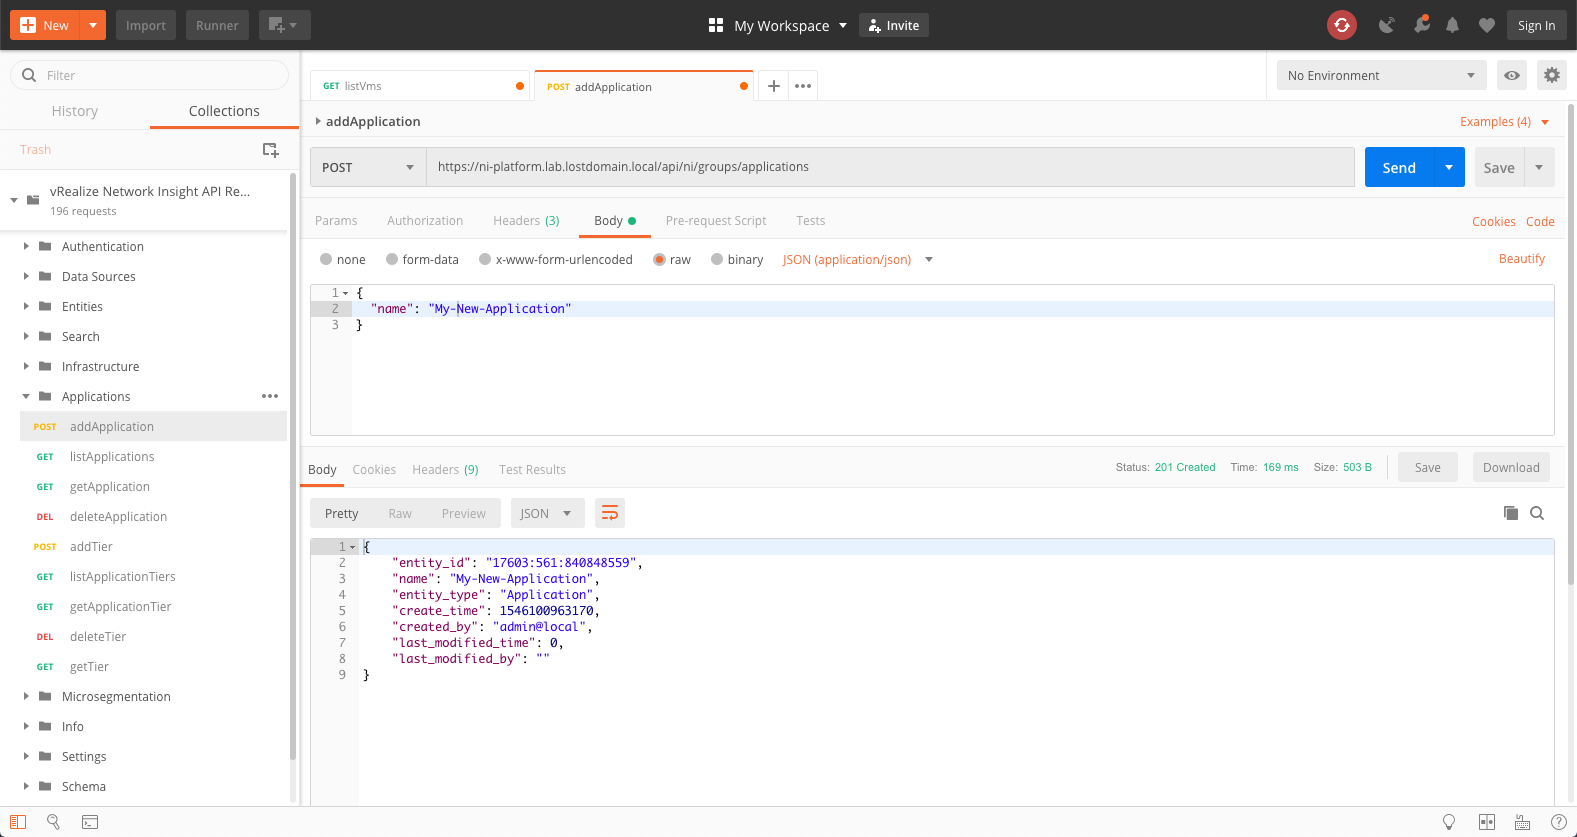 New Import Runner My Workspace Invite Sign In
Filter
History Collections
Trash
vRealize Network Insight API Re...
196 requests
Authentication
Data Sources
Entities
Search
Infrastructure
Applications
POST addApplication
GET listApplications
GET getApplication
DEL deleteApplication
POST addTier
GET listApplicationTiers
GET getApplicationTier
DEL deleteTier
GET getTier
Microsegmentation
Info
Settings
Schema
GET listVms POST addApplication No Environment
addApplication Examples (4)
POST https://ni-platform.lab.lostdomain.local/api/ni/groups/applications Send Save
Params Authorization Headers (3) Body Pre-request Script Tests Cookies Code
none form-data x-www-form-urlencoded raw binary JSON (application/json) Beautify
1 {
2 "name": "My-New-Application"
3 }
Body Cookies Headers (9) Test Results Status: 201 Created Time: 169 ms Size: 503 B Save Download
Pretty Raw Preview JSON
1 {
2 "entity_id": "17603:561:840848559",
3 "name": "My-New-Application",
4 "entity_type": "Application",
5 "create_time": 1546100963170,
6 "created_by": "admin@local",
7 "last_modified_time": 0,
8 "last_modified_by": ""
9 }